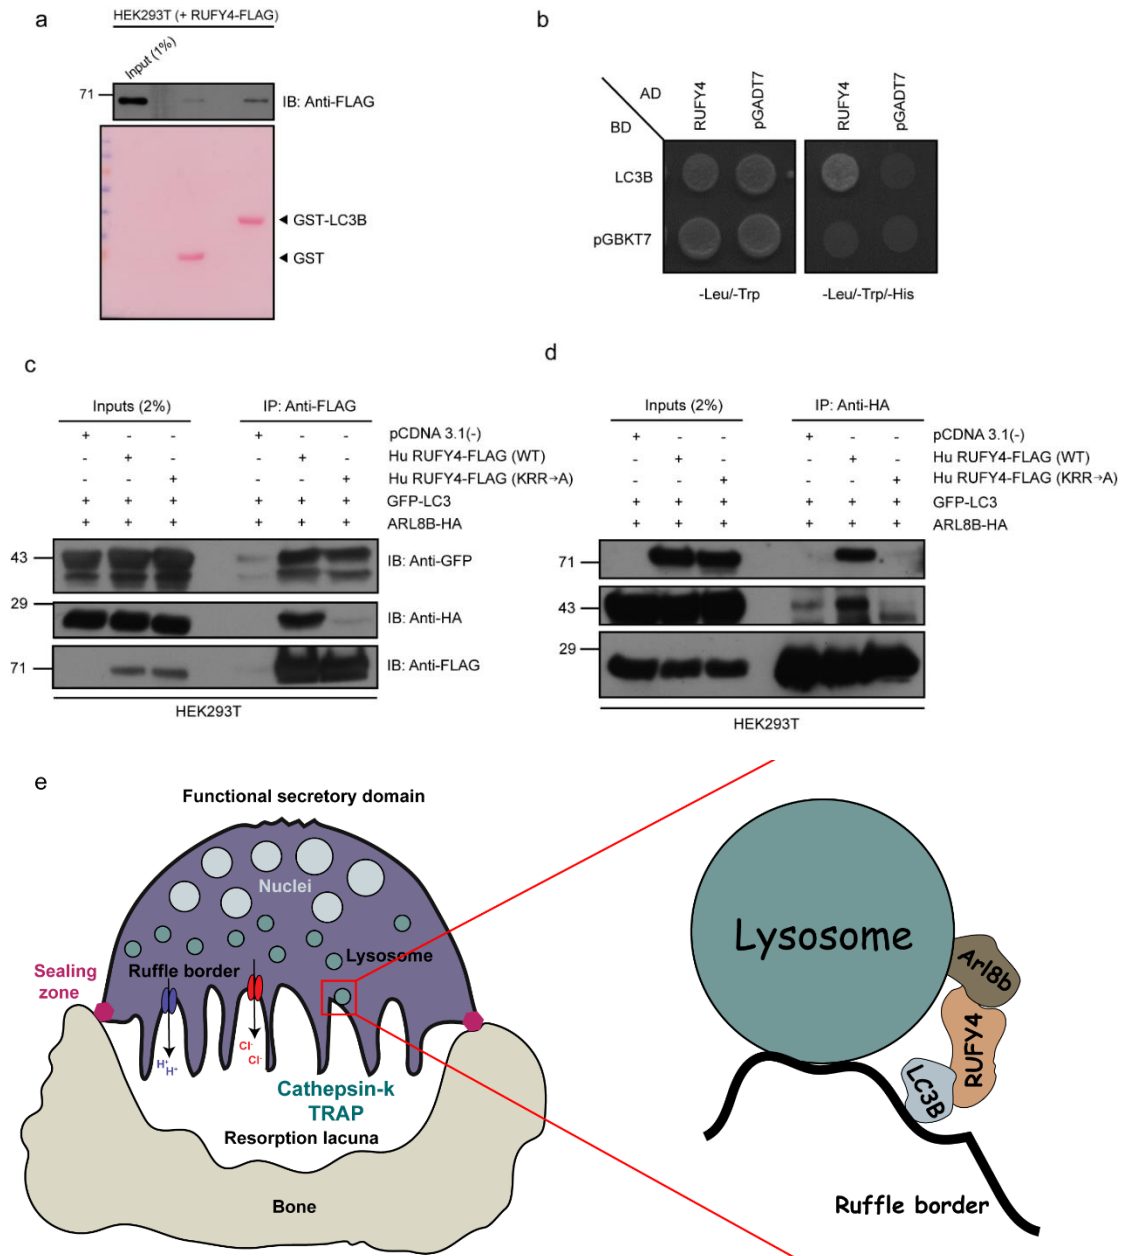 a
HEK293T (+ RUFY4-FLAG)
Input (1%)
71
IB: Anti-FLAG
GST-LC3B
GST
b
AD
BD
RUFY4
pGADT7
RUFY4
pGADT7
LC3B
pGBKT7
-Leu/-Trp
-Leu/-Trp/-His
c
Inputs (2%)
IP: Anti-FLAG
+ - - + - - pCDNA 3.1(-)
- + - - + - Hu RUFY4-FLAG (WT)
- - + - - + Hu RUFY4-FLAG (KRR→A)
+ + + + + + GFP-LC3
+ + + + + + ARL8B-HA
43
IB: Anti-GFP
29
IB: Anti-HA
71
IB: Anti-FLAG
HEK293T
d
Inputs (2%)
IP: Anti-HA
+ - - + - - pCDNA 3.1(-)
- + - - + - Hu RUFY4-FLAG (WT)
- - + - - + Hu RUFY4-FLAG (KRR→A)
+ + + + + + GFP-LC3
+ + + + + + ARL8B-HA
71
43
29
HEK293T
e
Functional secretory domain
Nuclei
Lysosome
Ruffle border
Sealing
zone
H⁺
H⁺
Cl⁻
Cl⁻
Cathepsin-k
TRAP
Resorption lacuna
Bone
Lysosome
Arl8b
RUFY4
LC3B
Ruffle border